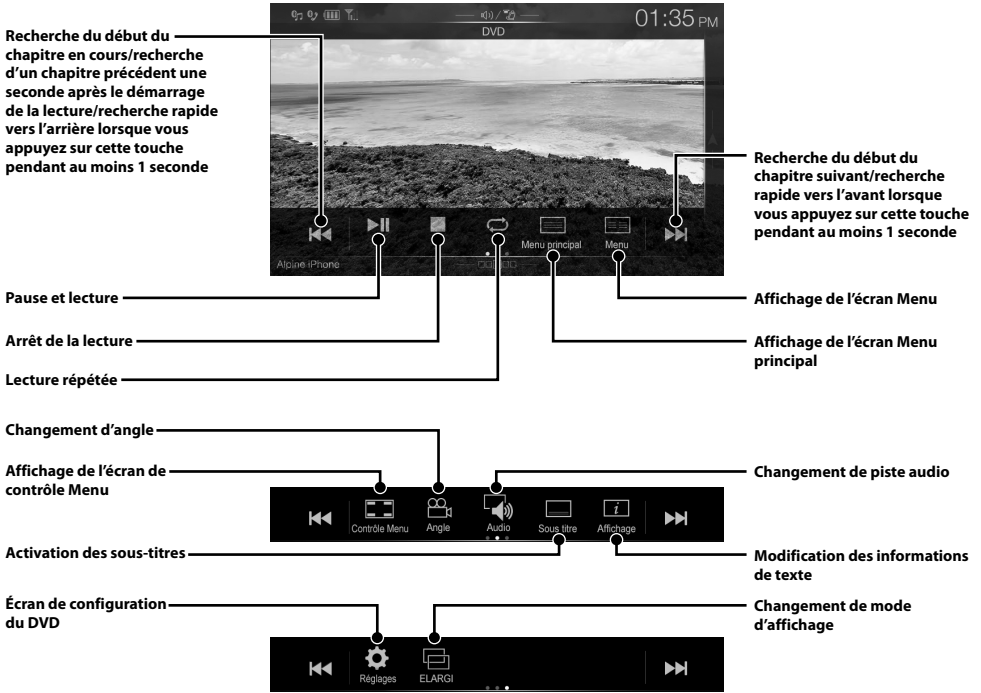 01:35 PM
DVD
Recherche du début du
chapitre en cours/recherche
d'un chapitre précédent une
seconde après le démarrage
de la lecture/recherche rapide
vers l'arrière lorsque vous
appuyez sur cette touche
pendant au moins 1 seconde
Recherche du début du
chapitre suivant/recherche
rapide vers l'avant lorsque
vous appuyez sur cette touche
pendant au moins 1 seconde
Menu principal
Menu
Alpine iPhone
Pause et lecture
Affichage de l'écran Menu
Arrêt de la lecture
Affichage de l'écran Menu
principal
Lecture répétée
Changement d'angle
Affichage de l'écran de
contrôle Menu
Changement de piste audio
Contrôle Menu
Angle
Audio
Sous titre
Affichage
Activation des sous-titres
Modification des informations
de texte
Écran de configuration
du DVD
Changement de mode
d'affichage
Réglages
ELARGI